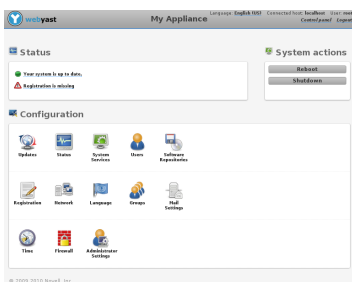 webyast
My Appliance
Language: English (US) Connected host: localhost User: root
Control panel Logout
Status
Your system is up to date.
Registration is missing
System actions
Reboot
Shutdown
Configuration
Updates Status System Services Users Software Repositories
Registration Network Language Groups Mail Settings
Time Firewall Administrator Settings
© 2009-2010 Novell, Inc.